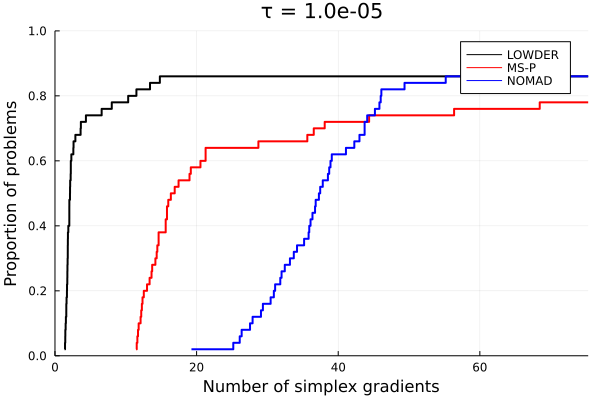 τ = 1.0e-05
1.0
0.8
0.6
0.4
0.2
0.0
Proportion of problems
LOWDER
MS-P
NOMAD
0
20
40
60
Number of simplex gradients